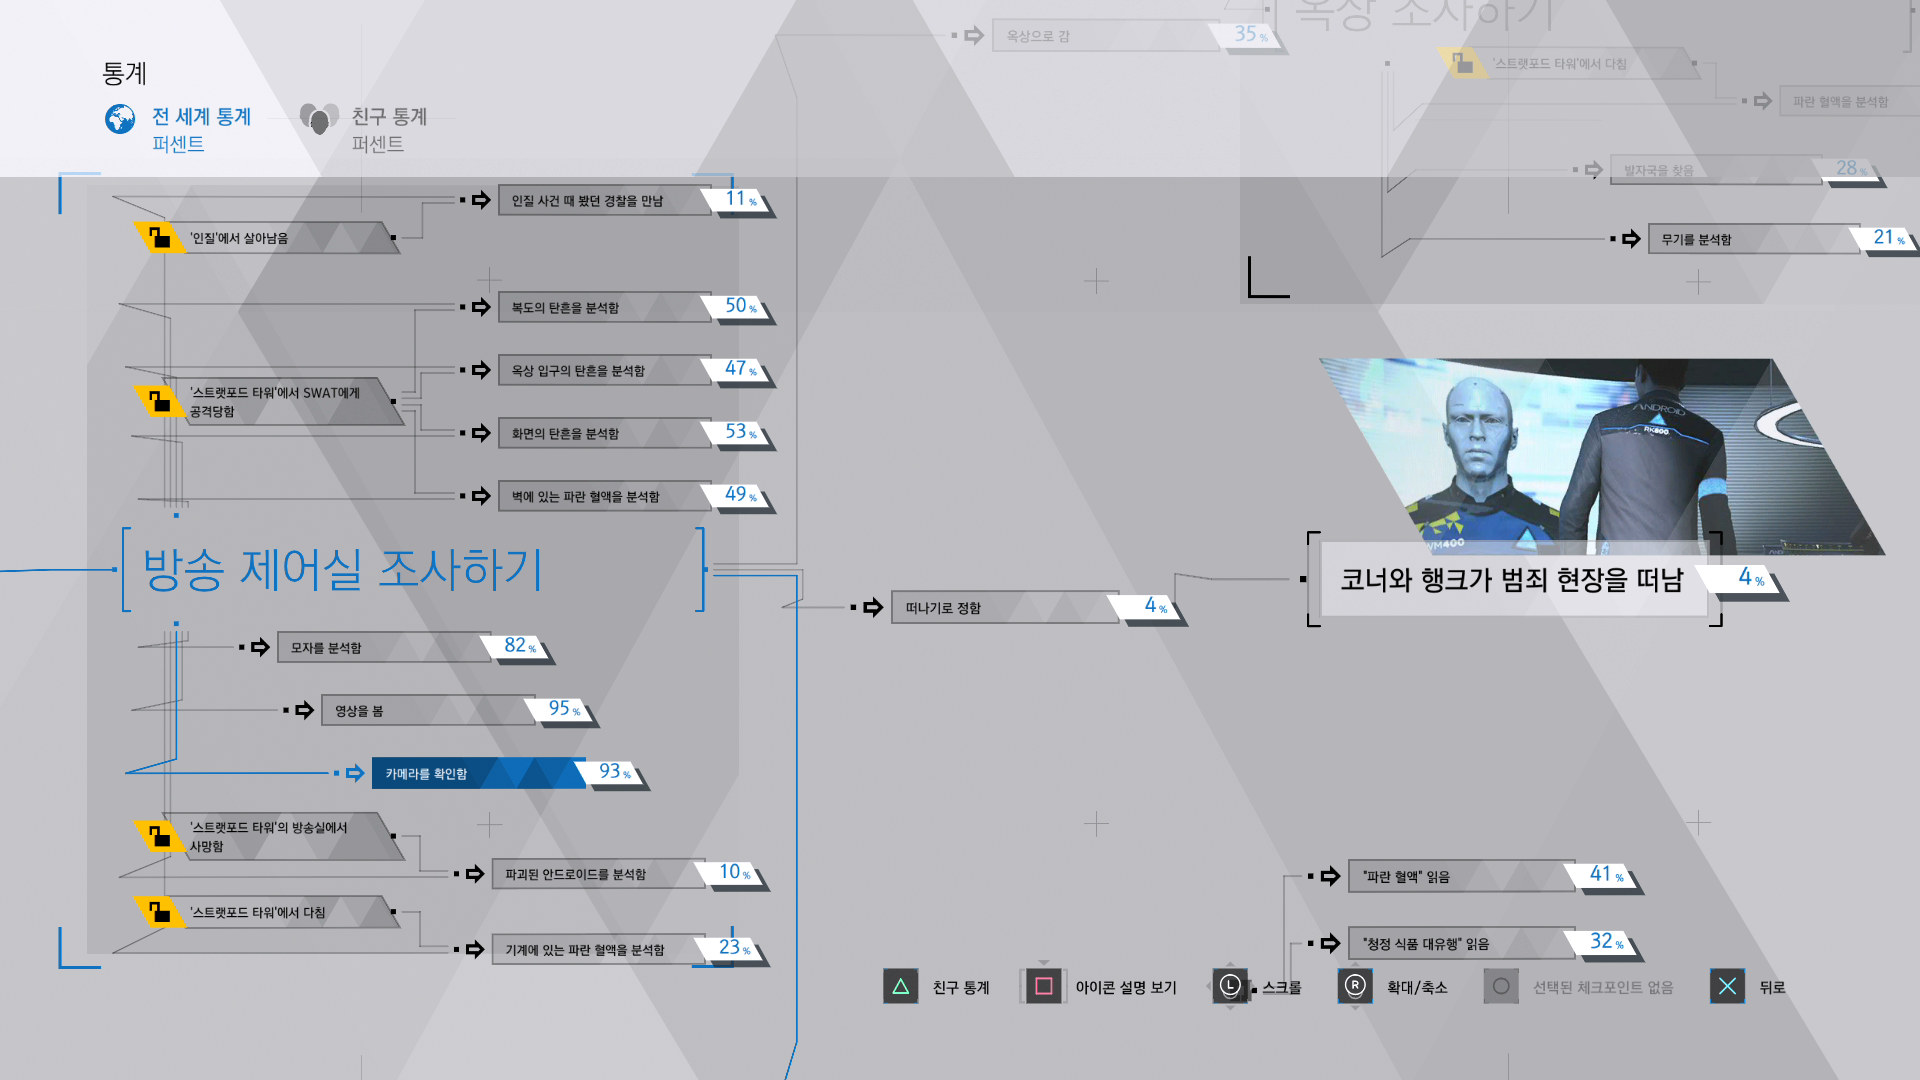 옥상 조사하기
옥상으로 감
35 %
'스트랫포드 타워'에서 다침
통계
파란 혈액을 분석함
전 세계 통계
퍼센트
친구 통계
퍼센트
발자국을 찾음
28 %
인질 사건 때 봤던 경찰을 만남
11 %
'인질'에서 살아남음
무기를 분석함
21 %
복도의 탄흔을 분석함
50 %
옥상 입구의 탄흔을 분석함
47 %
'스트랫포드 타워'에서 SWAT에게
공격당함
화면의 탄흔을 분석함
53 %
벽에 있는 파란 혈액을 분석함
49 %
ANDROID
RK800
WM400
방송 제어실 조사하기
코너와 행크가 범죄 현장을 떠남
4 %
떠나기로 정함
4 %
모자를 분석함
82 %
영상을 봄
95 %
카메라를 확인함
93 %
'스트랫포드 타워'의 방송실에서
사망함
파괴된 안드로이드를 분석함
10 %
"파란 혈액" 읽음
41 %
'스트랫포드 타워'에서 다침
기계에 있는 파란 혈액을 분석함
23 %
"청정 식품 대유행" 읽음
32 %
친구 통계
아이콘 설명 보기
L 스크롤
R 확대/축소
선택된 체크포인트 없음
뒤로